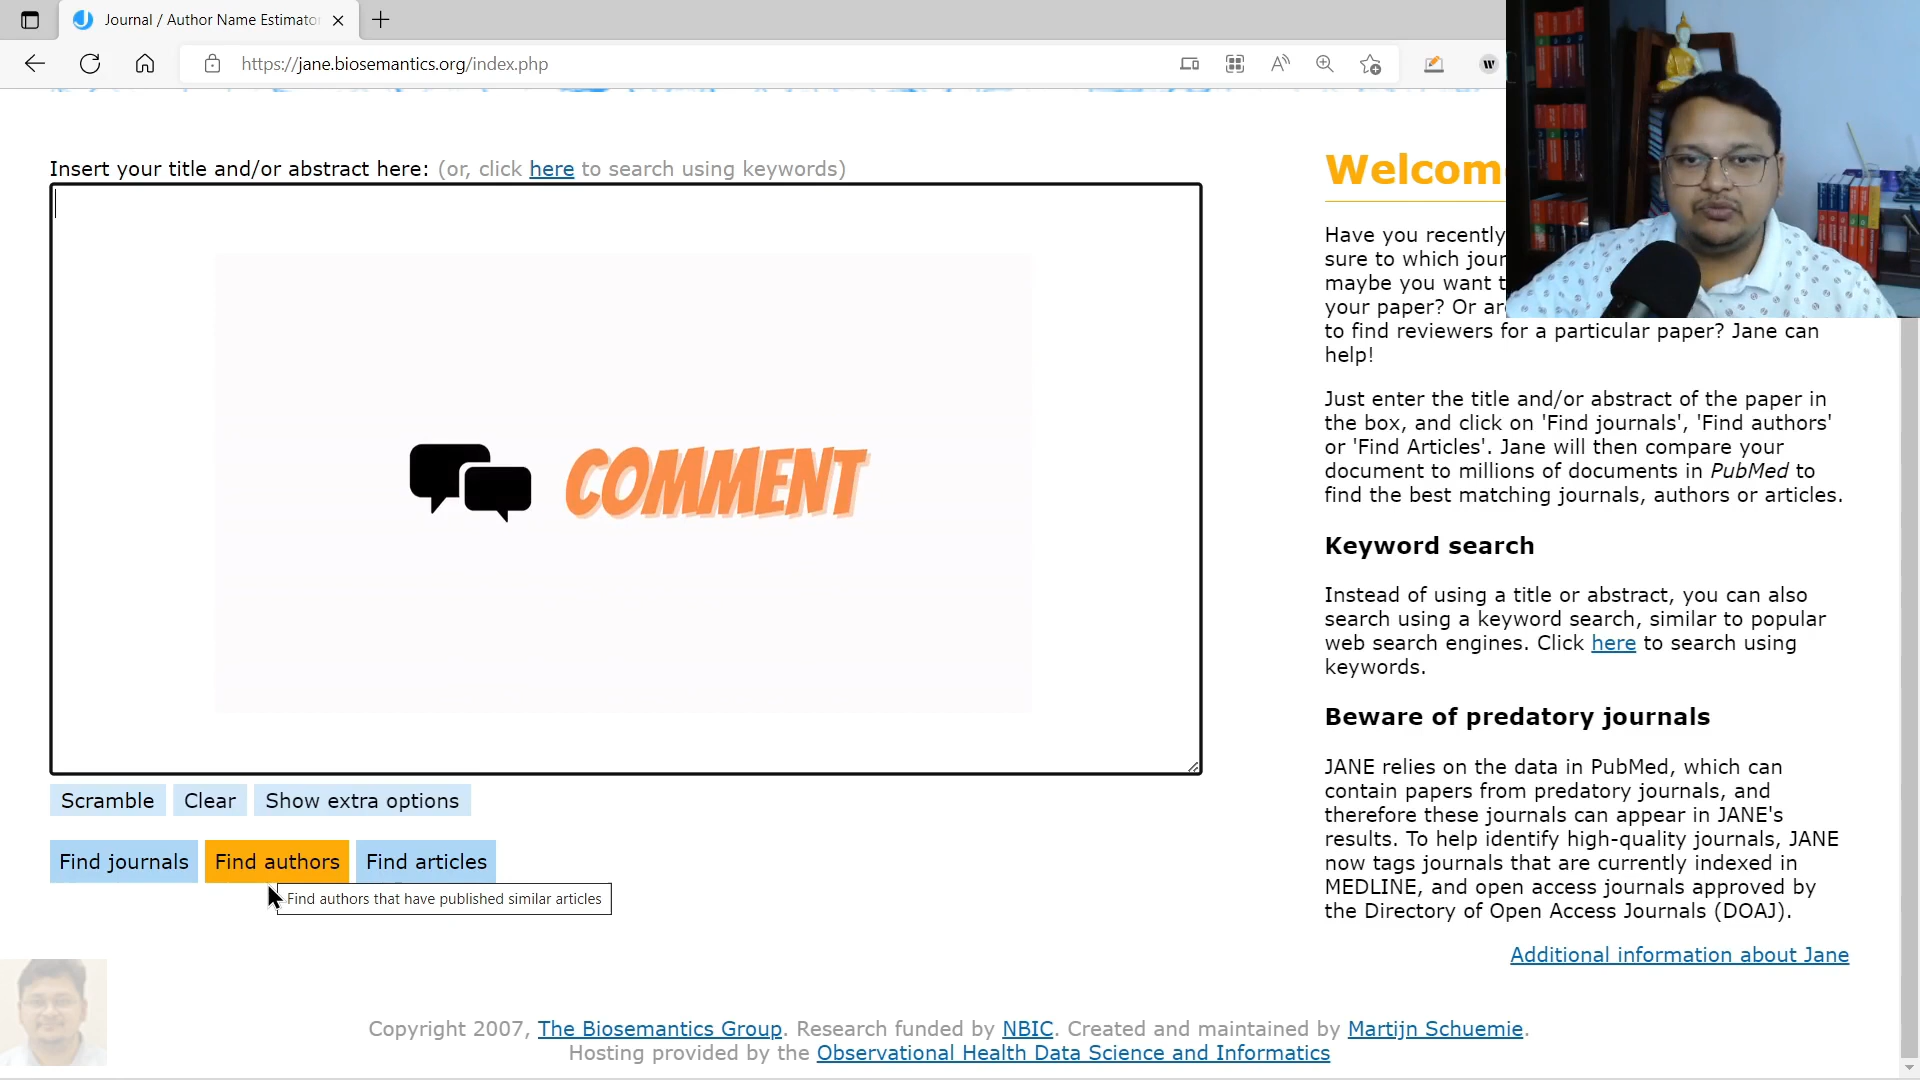 Journal / Author Name Estimato
https://jane.biosemantics.org/index.php
W
Insert your title and/or abstract here: (or, click here to search using keywords)
COMMENT
Scramble
Clear
Show extra options
Find journals
Find authors
Find articles
Find authors that have published similar articles
Welcom
Have you recently
sure to which jour
maybe you want t
your paper? Or ar
to find reviewers for a particular paper? Jane can
help!
Just enter the title and/or abstract of the paper in
the box, and click on 'Find journals', 'Find authors'
or 'Find Articles'. Jane will then compare your
document to millions of documents in PubMed to
find the best matching journals, authors or articles.
Keyword search
Instead of using a title or abstract, you can also
search using a keyword search, similar to popular
web search engines. Click here to search using
keywords.
Beware of predatory journals
JANE relies on the data in PubMed, which can
contain papers from predatory journals, and
therefore these journals can appear in JANE's
results. To help identify high-quality journals, JANE
now tags journals that are currently indexed in
MEDLINE, and open access journals approved by
the Directory of Open Access Journals (DOAJ).
Additional information about Jane
Copyright 2007, The Biosemantics Group. Research funded by NBIC. Created and maintained by Martijn Schuemie.
Hosting provided by the Observational Health Data Science and Informatics